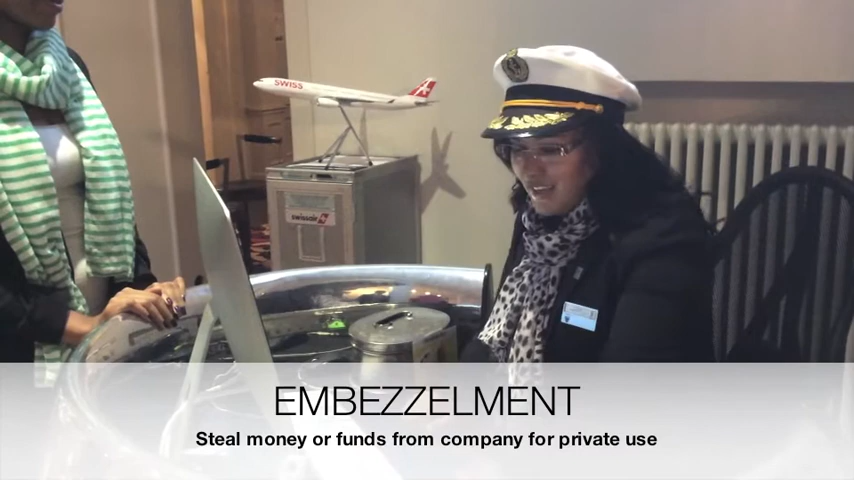 SWISS
swissair
EMBEZZELMENT
Steal money or funds from company for private use